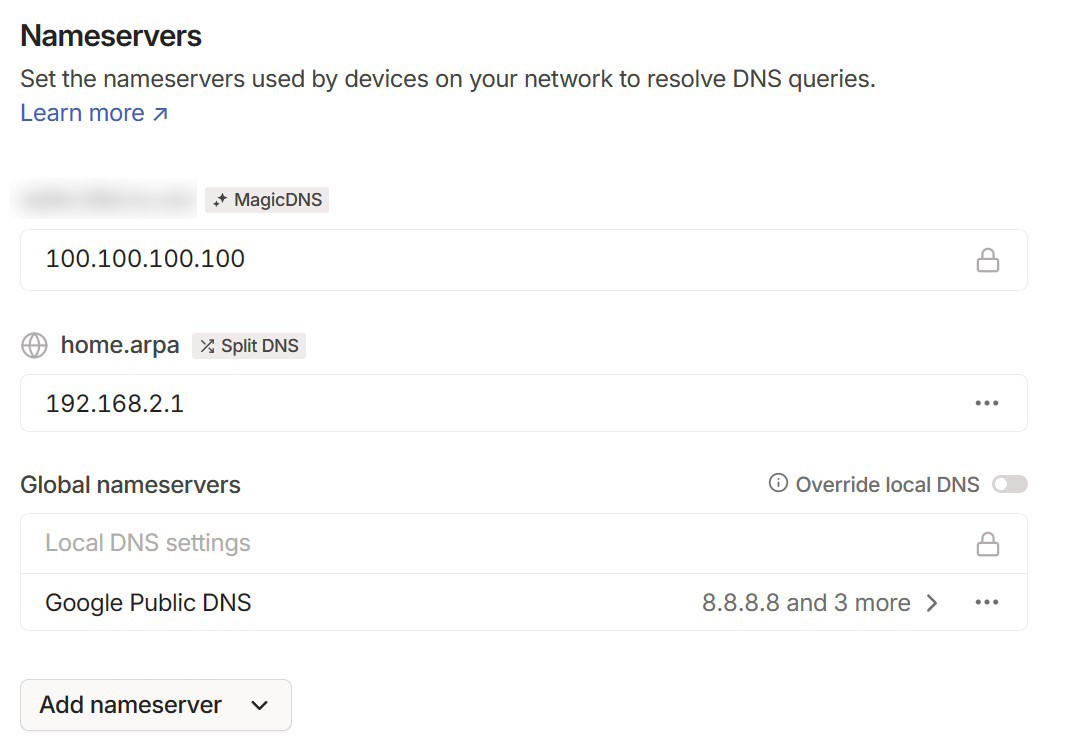 Nameservers
Set the nameservers used by devices on your network to resolve DNS queries.
Learn more ↗
MagicDNS
100.100.100.100
home.arpa Split DNS
192.168.2.1
Global nameservers Override local DNS
Local DNS settings
Google Public DNS 8.8.8.8 and 3 more
Add nameserver